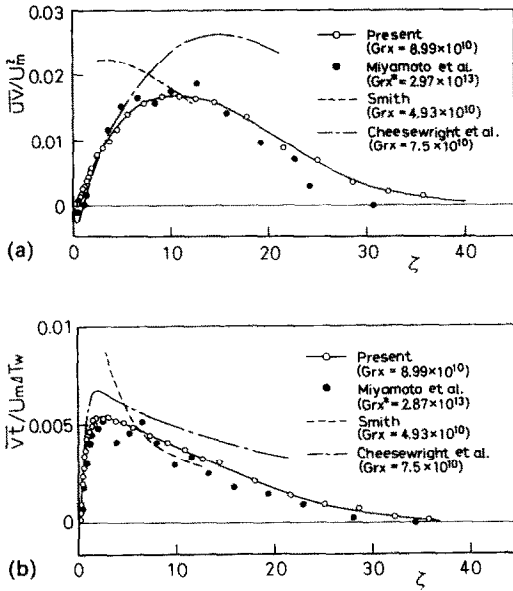 0.03
Present
(Grx = 8.99×10¹⁰)
Miyamoto et al.
(Grx* = 2.97×10¹³)
Smith
(Grx = 4.93×10¹⁰)
Cheesewright et al.
(Grx = 7.5×10¹⁰)
u̅v̅/U²m
0.02
0.01
0
(a)
0 10 20 30 40
ζ
0.01
Present
(Grx = 8.99×10¹⁰)
Miyamoto et al.
(Grx* = 2.87×10¹³)
Smith
(Grx = 4.93×10¹⁰)
Cheesewright et al.
(Grx = 7.5×10¹⁰)
v̅t̅/UmΔTw
0.005
0
(b)
0 10 20 30 40
ζ